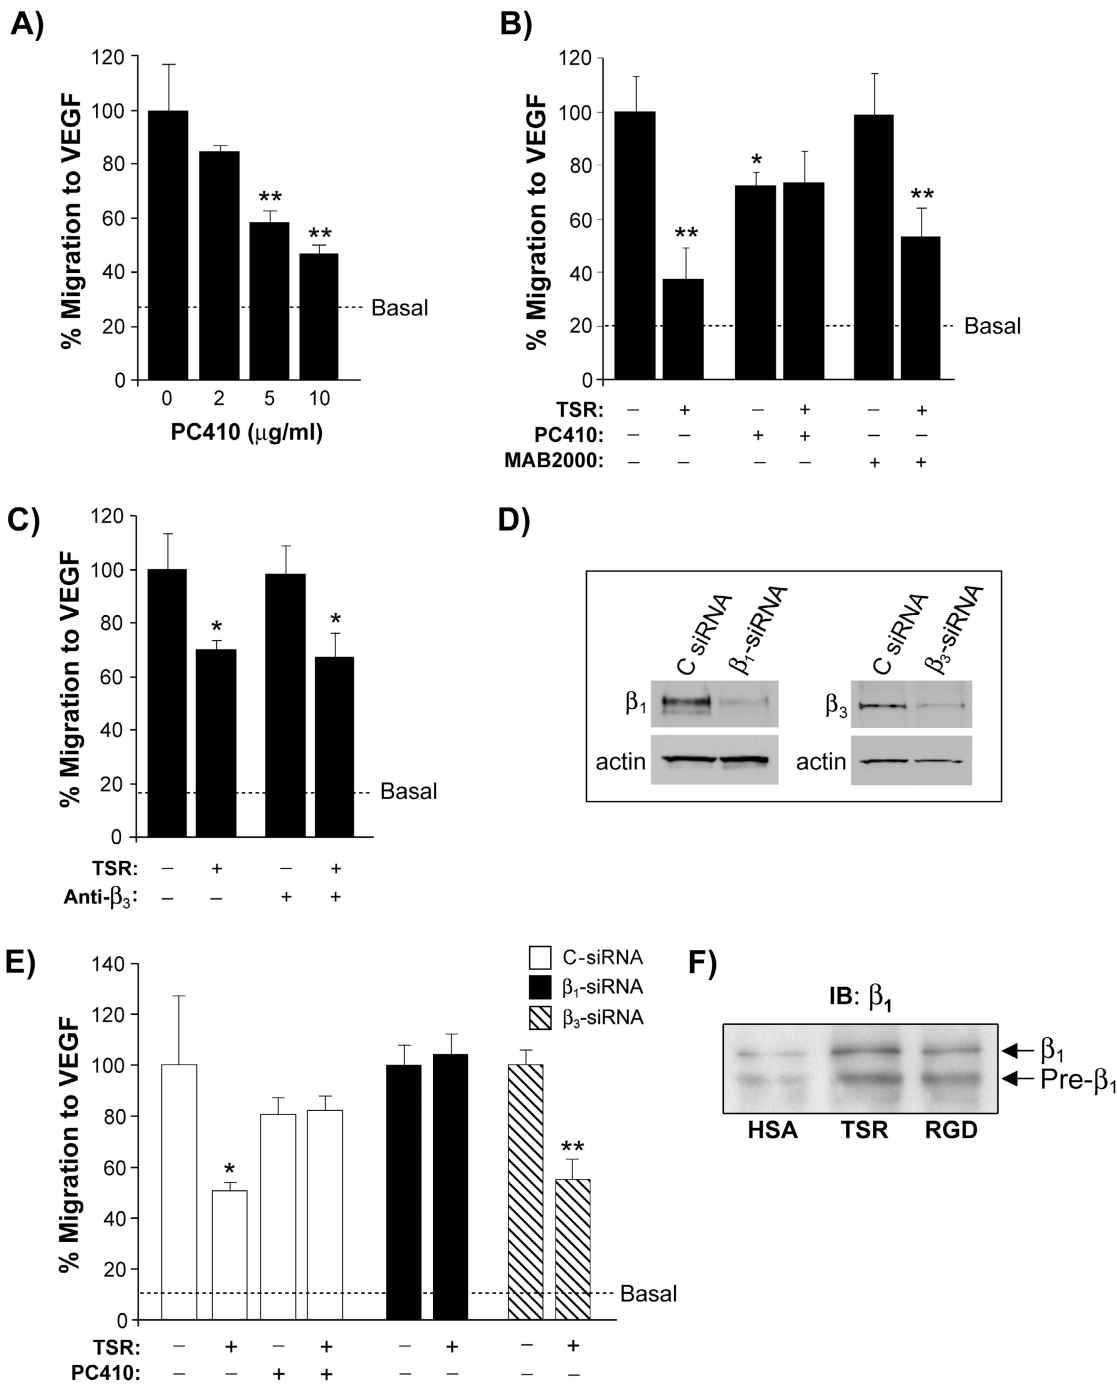 A)
% Migration to VEGF
120
100
80
60
40
20
0
**
**
Basal
0 2 5 10
PC410 (μg/ml)
B)
% Migration to VEGF
120
100
80
60
40
20
0
**
*
**
Basal
TSR: – + – + – +
PC410: – – + + – –
MAB2000: – – – – + +
C)
% Migration to VEGF
120
100
80
60
40
20
0
*
*
Basal
TSR: – + – +
Anti-β3: – – + +
D)
C siRNA
β1-siRNA
β1
actin
C siRNA
β3-siRNA
β3
actin
E)
% Migration to VEGF
140
120
100
80
60
40
20
0
*
**
C-siRNA
β1-siRNA
β3-siRNA
Basal
TSR: – + – + – + – +
PC410: – – + + – – – –
F)
IB: β1
β1
Pre-β1
HSA TSR RGD